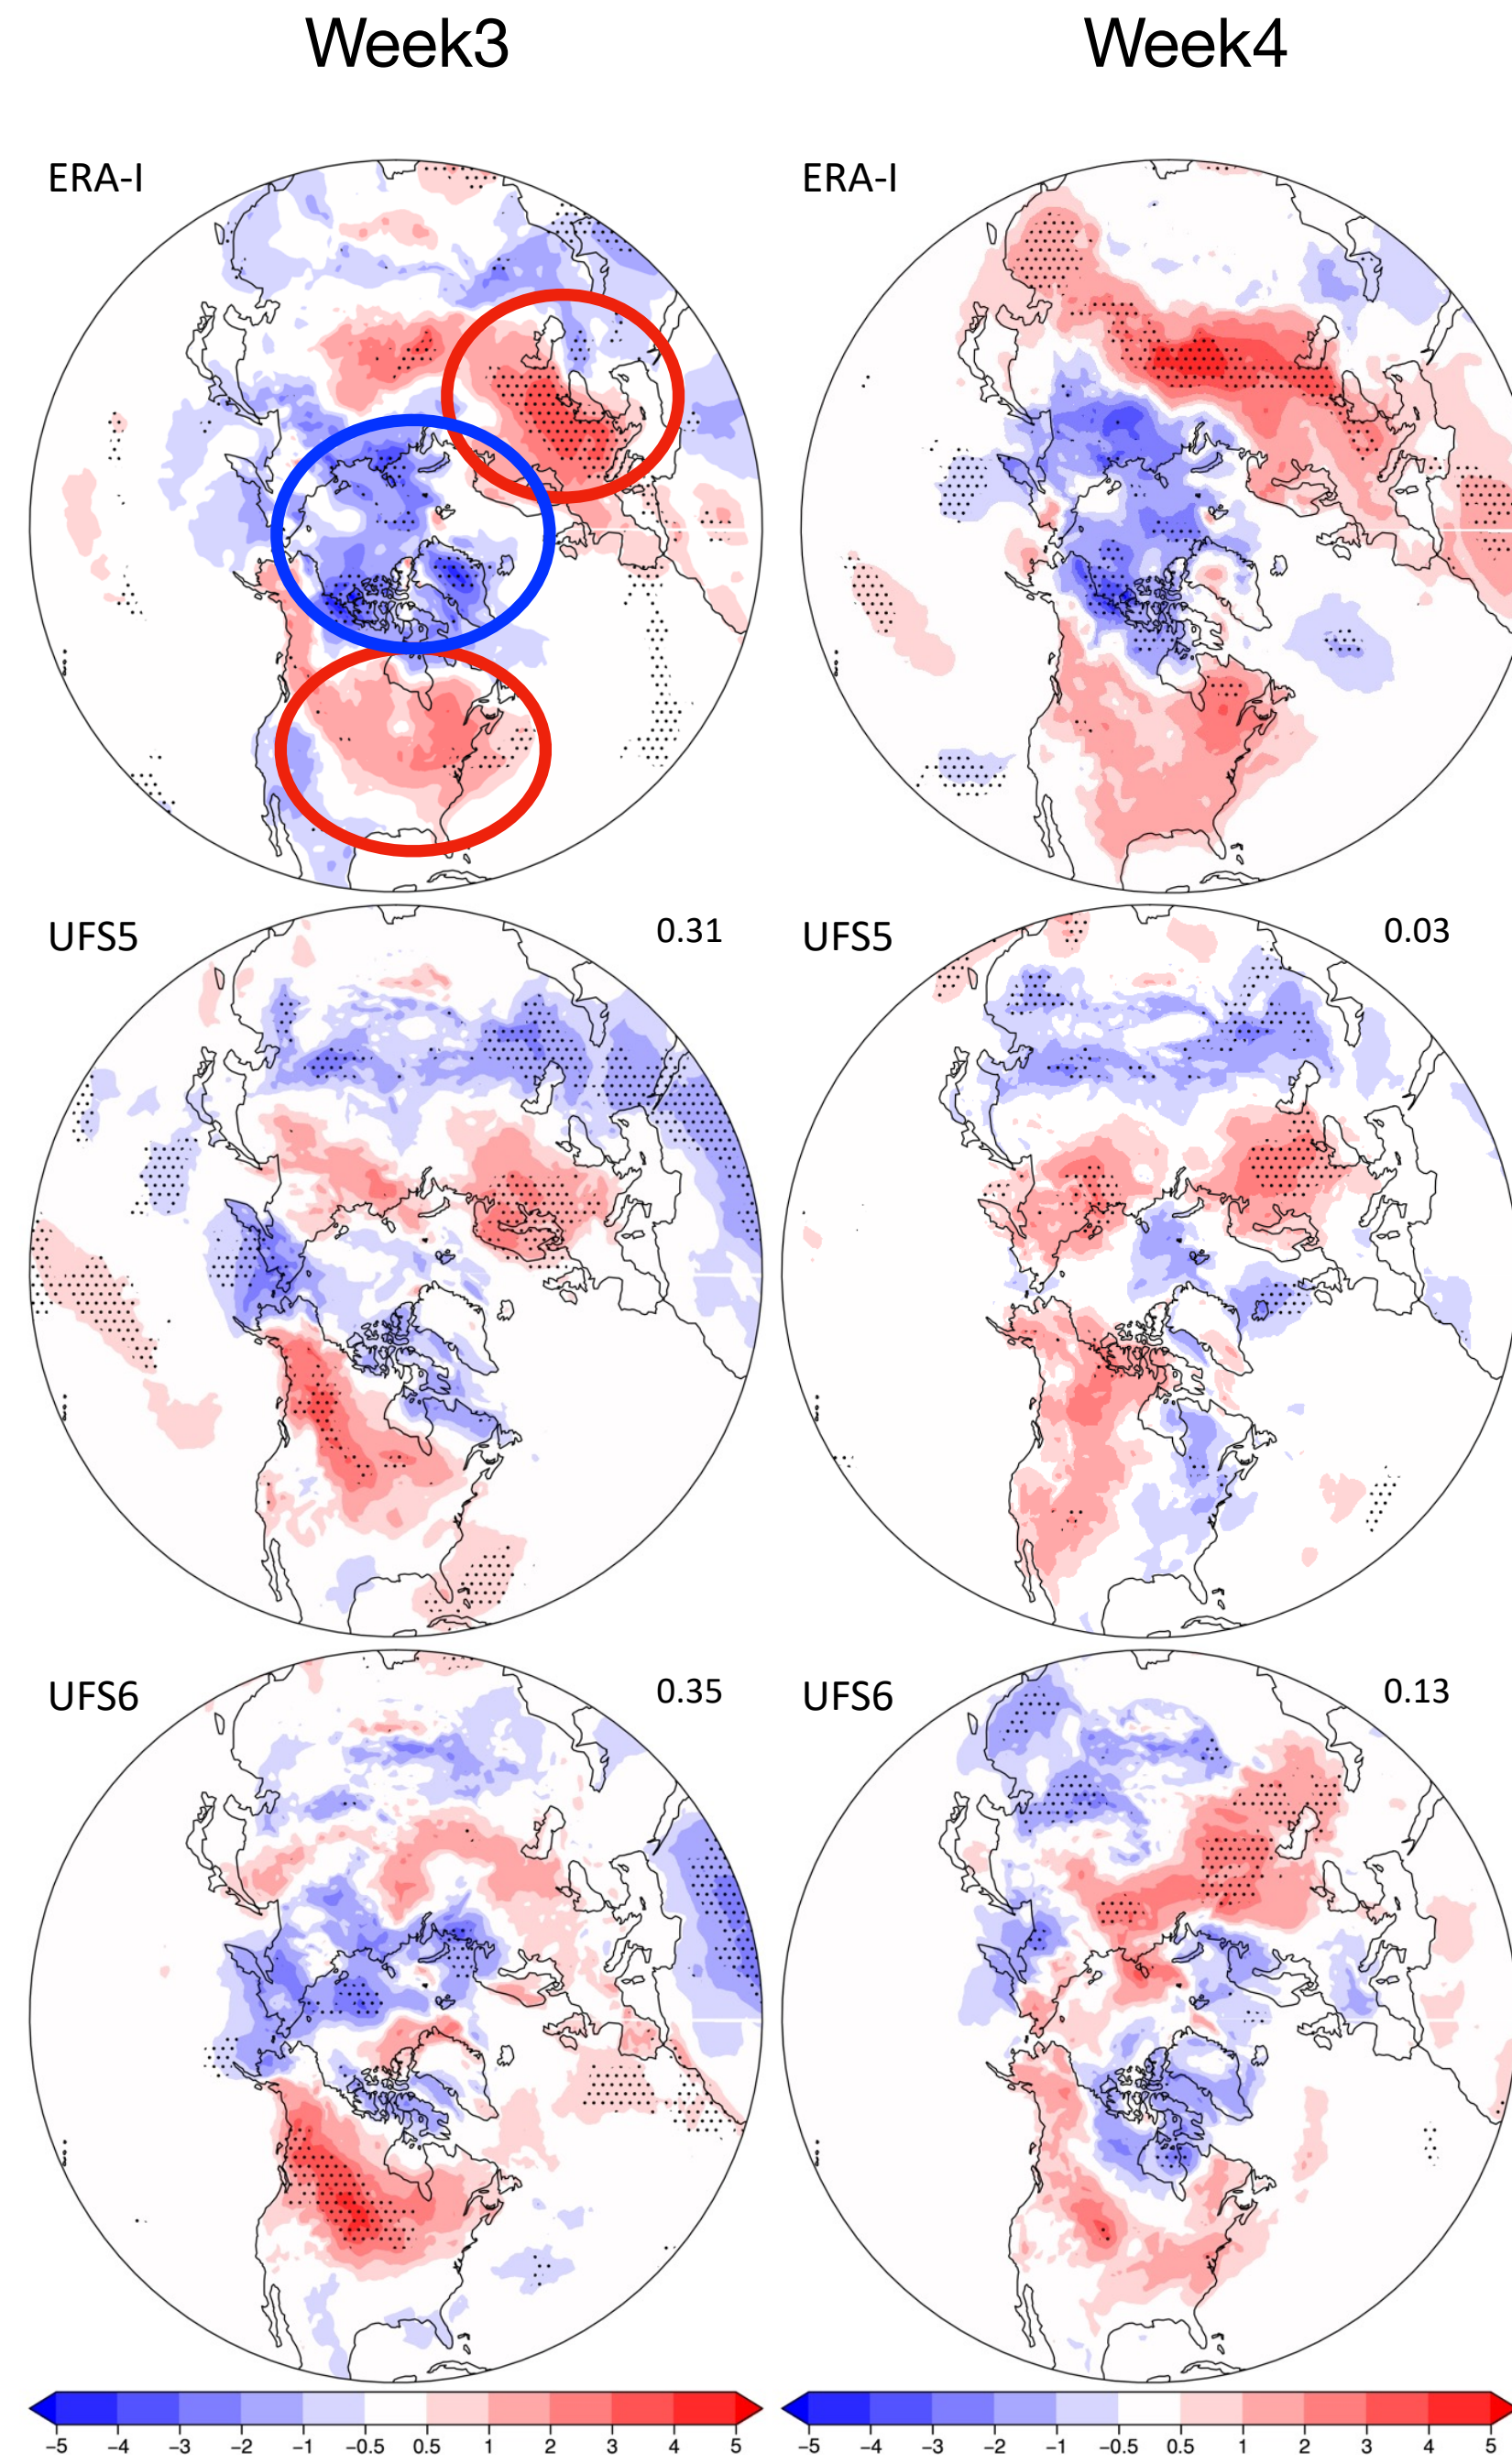 Week3 Week4
ERA-I ERA-I
UFS5 0.31 UFS5 0.03
UFS6 0.35 UFS6 0.13
−5 −4 −3 −2 −1 −0.5 0.5 1 2 3 4 5 −5 −4 −3 −2 −1 −0.5 0.5 1 2 3 4 5